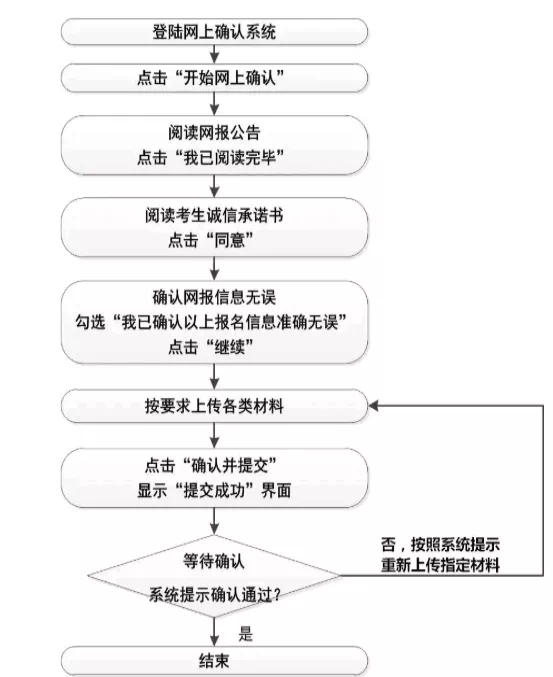 登陆网上确认系统
点击“开始网上确认”
阅读网报公告
点击“我已阅读完毕”
阅读考生诚信承诺书
点击“同意”
确认网报信息无误
勾选“我已确认以上报名信息准确无误”
点击“继续”
按要求上传各类材料
点击“确认并提交”
显示“提交成功”界面
等待确认
系统提示确认通过？
否，按照系统提示
重新上传指定材料
是
结束